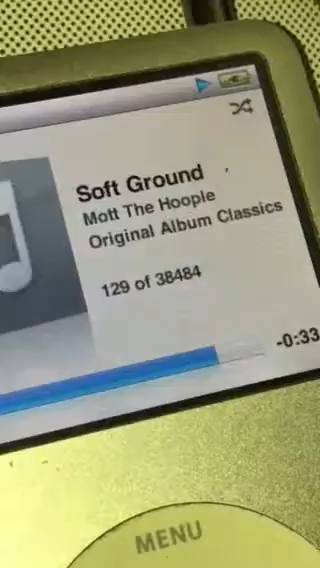 Soft Ground
Mott The Hoople
Original Album Classics
129 of 38484
-0:33
MENU